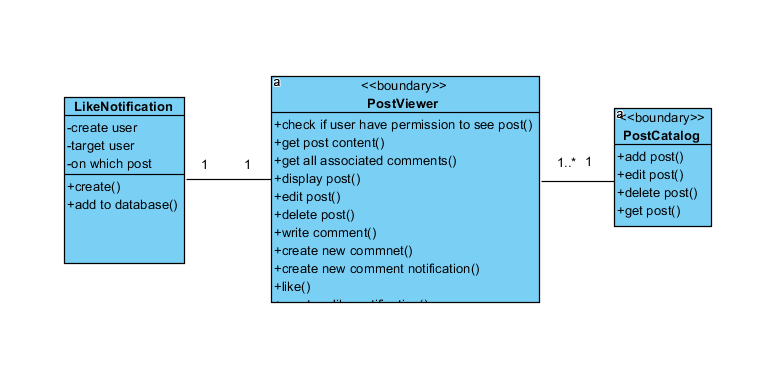 LikeNotification
-create user
-target user
-on which post
+create()
+add to database()
1
1
a
<<boundary>>
PostViewer
+check if user have permission to see post()
+get post content()
+get all associated comments()
+display post()
+edit post()
+delete post()
+write comment()
+create new commnet()
+create new comment notification()
+like()
1..*
1
a
<<boundary>>
PostCatalog
+add post()
+edit post()
+delete post()
+get post()